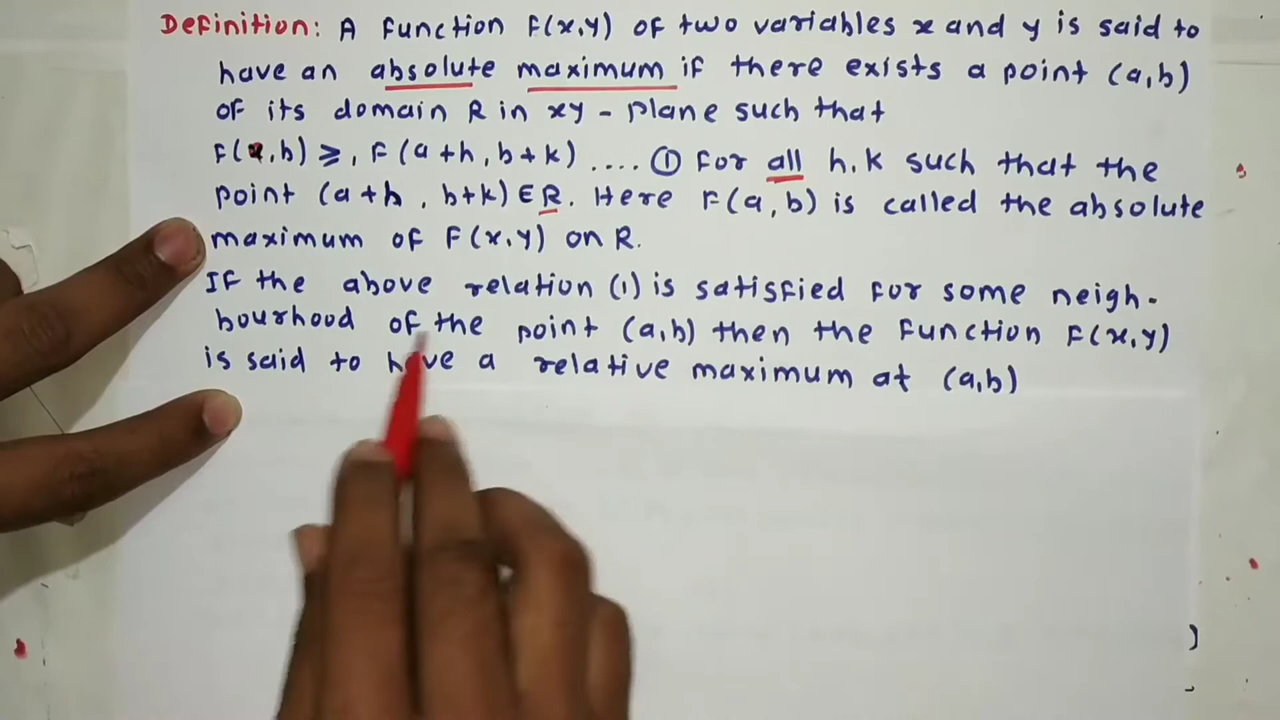 Definition: A function F(x,y) of two variables x and y is said to
have an absolute maximum if there exists a point (a,b)
of its domain R in xy-plane such that
F(a,b) ≥, F(a+h, b+k) .... ① for all h,k such that the
point (a+h, b+k) ∈ R. Here F(a,b) is called the absolute
maximum of F(x,y) on R.
If the above relation (1) is satisfied for some neigh-
bourhood of the point (a,b) then the function F(x,y)
is said to have a relative maximum at (a,b)